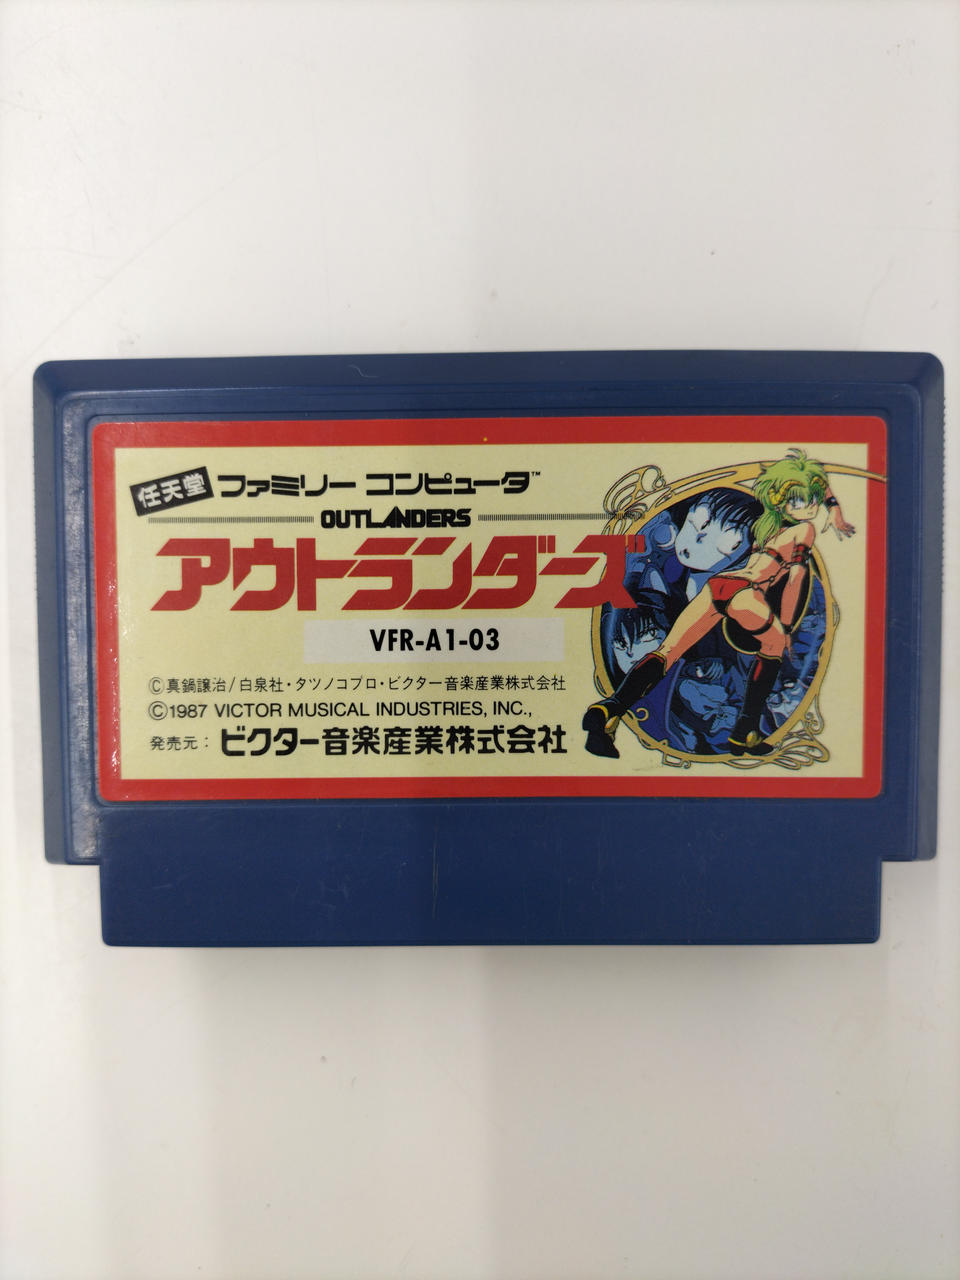 任天堂 ファミリー コンピュータ™
OUTLANDERS
アウトランダーズ
VFR-A1-03
©真鍋譲治/白泉社・タツノコプロ・ビクター音楽産業株式会社
©1987 VICTOR MUSICAL INDUSTRIES, INC.,
発売元：ビクター音楽産業株式会社